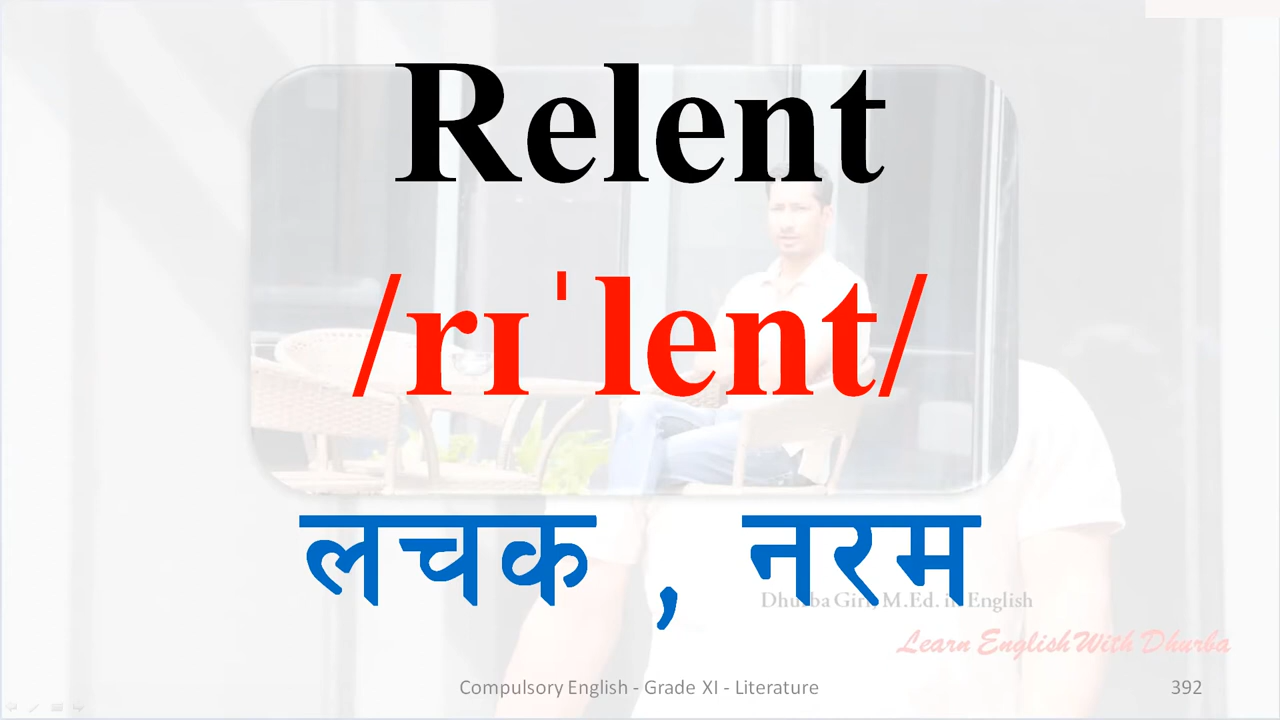 Relent
/rɪˈlent/
लचक , नरम
Dhurba Giri, M.Ed. in English
Learn English With Dhurba
Compulsory English - Grade XI - Literature
392